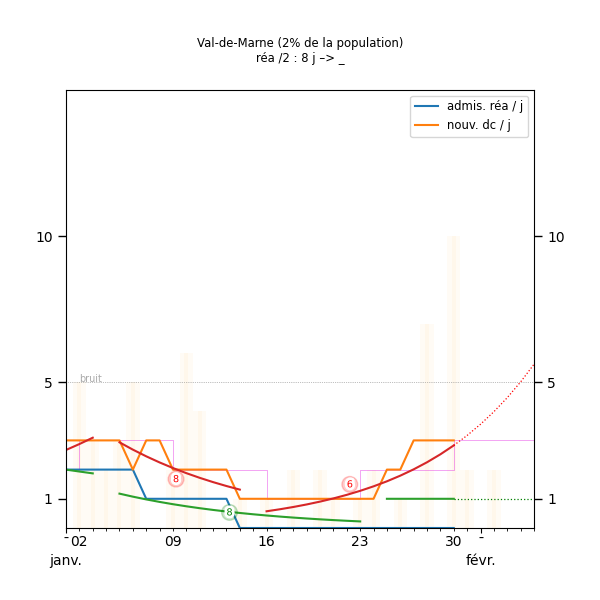 Val-de-Marne (2% de la population)
réa /2 : 8 j –> _
admis. réa / j
nouv. dc / j
10
10
bruit
5
5
8
6
8
1
1
02
09
16
23
30
janv.
févr.